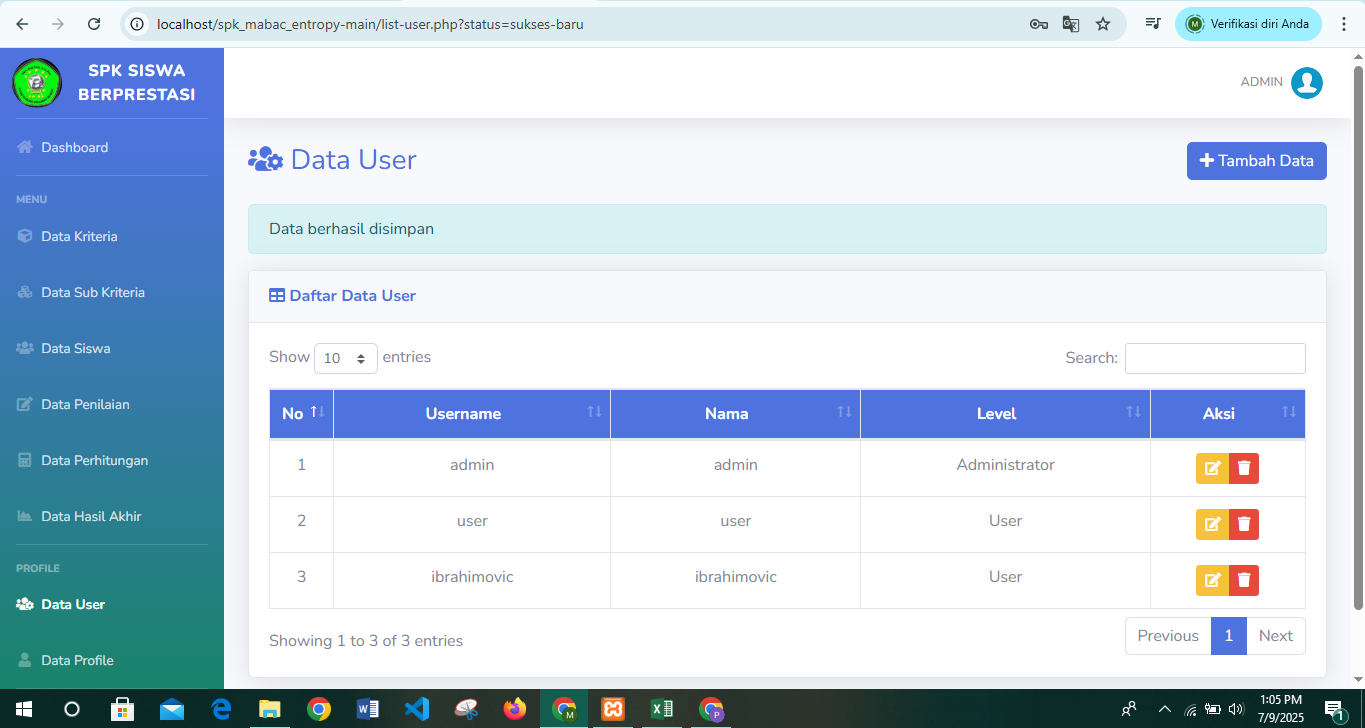 localhost/spk_mabac_entropy-main/list-user.php?status=sukses-baru
Verifikasi diri Anda
SPK SISWA
BERPRESTASI
Dashboard
MENU
Data Kriteria
Data Sub Kriteria
Data Siswa
Data Penilaian
Data Perhitungan
Data Hasil Akhir
PROFILE
Data User
Data Profile
ADMIN
Data User
Tambah Data
Data berhasil disimpan
Daftar Data User
Show 10 entries
Search:
No Username Nama Level Aksi
1 admin admin Administrator
2 user user User
3 ibrahimovic ibrahimovic User
Showing 1 to 3 of 3 entries
Previous 1 Next
1:05 PM
7/9/2025